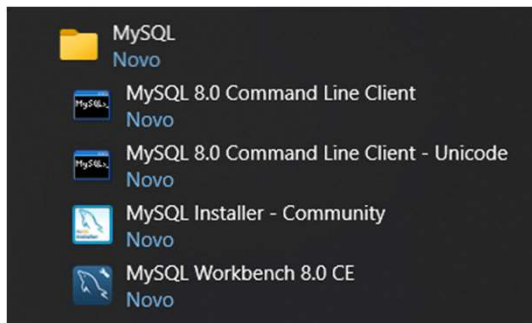 MySQL
Novo
MySQL 8.0 Command Line Client
Novo
MySQL 8.0 Command Line Client - Unicode
Novo
MySQL Installer - Community
Novo
MySQL Workbench 8.0 CE
Novo